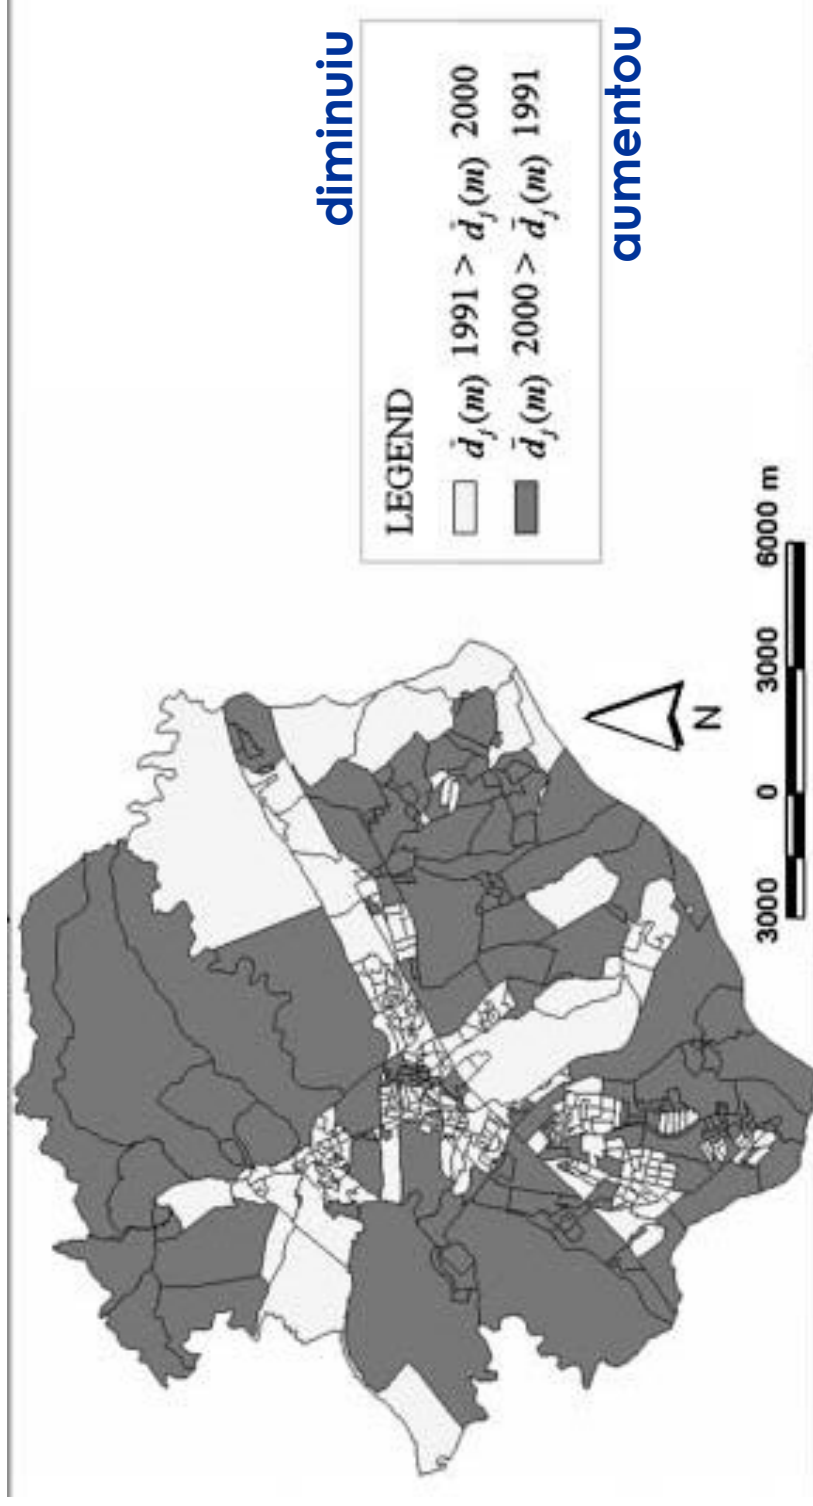 diminuiu
LEGEND
d̄ⱼ(m) 1991 > d̄ⱼ(m) 2000
d̄ⱼ(m) 2000 > d̄ⱼ(m) 1991
aumentou
N
3000 0 3000 6000 m